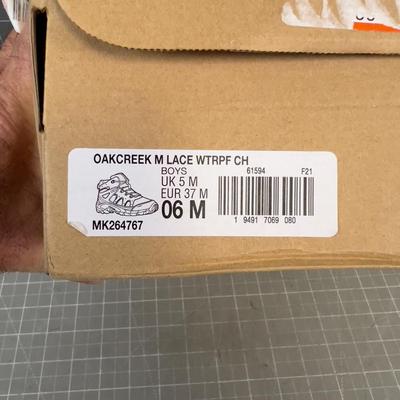 OAKCREEK M LACE WTRPF CH
BOYS 61594 F21
UK 5 M
EUR 37 M
06 M
MK264767
1 9491 7069 080